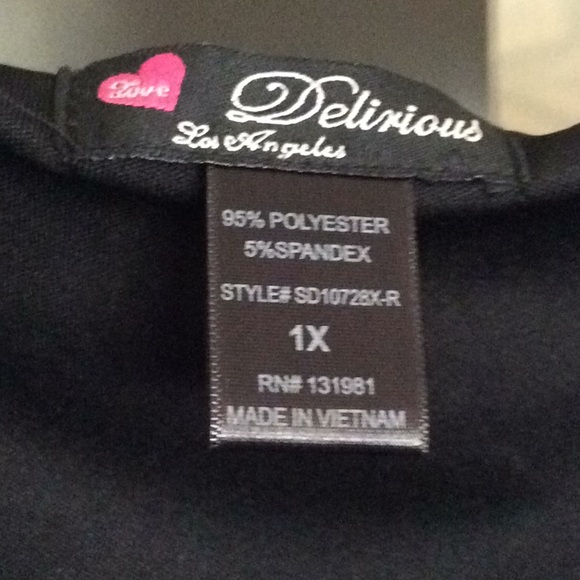 Love
Delirious
Los Angeles
95% POLYESTER
5%SPANDEX
STYLE# SD10728X-R
1X
RN# 131981
MADE IN VIETNAM